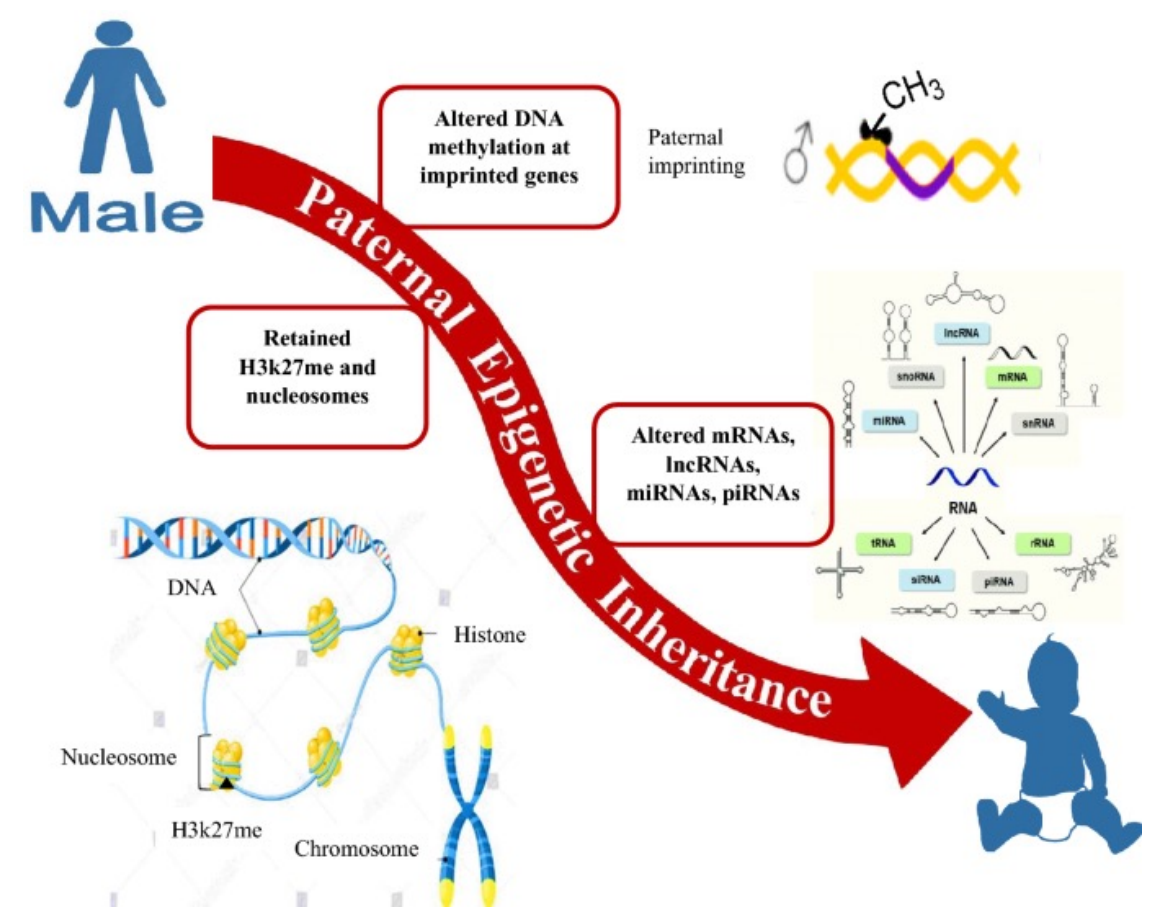 Male
Altered DNA
methylation at
imprinted genes
Paternal
imprinting
CH3
Paternal Epigenetic Inheritance
Retained
H3k27me and
nucleosomes
Altered mRNAs,
lncRNAs,
miRNAs, piRNAs
lncRNA
snoRNA
mRNA
miRNA
snRNA
RNA
tRNA
rRNA
siRNA
piRNA
DNA
Histone
Nucleosome
H3k27me
Chromosome